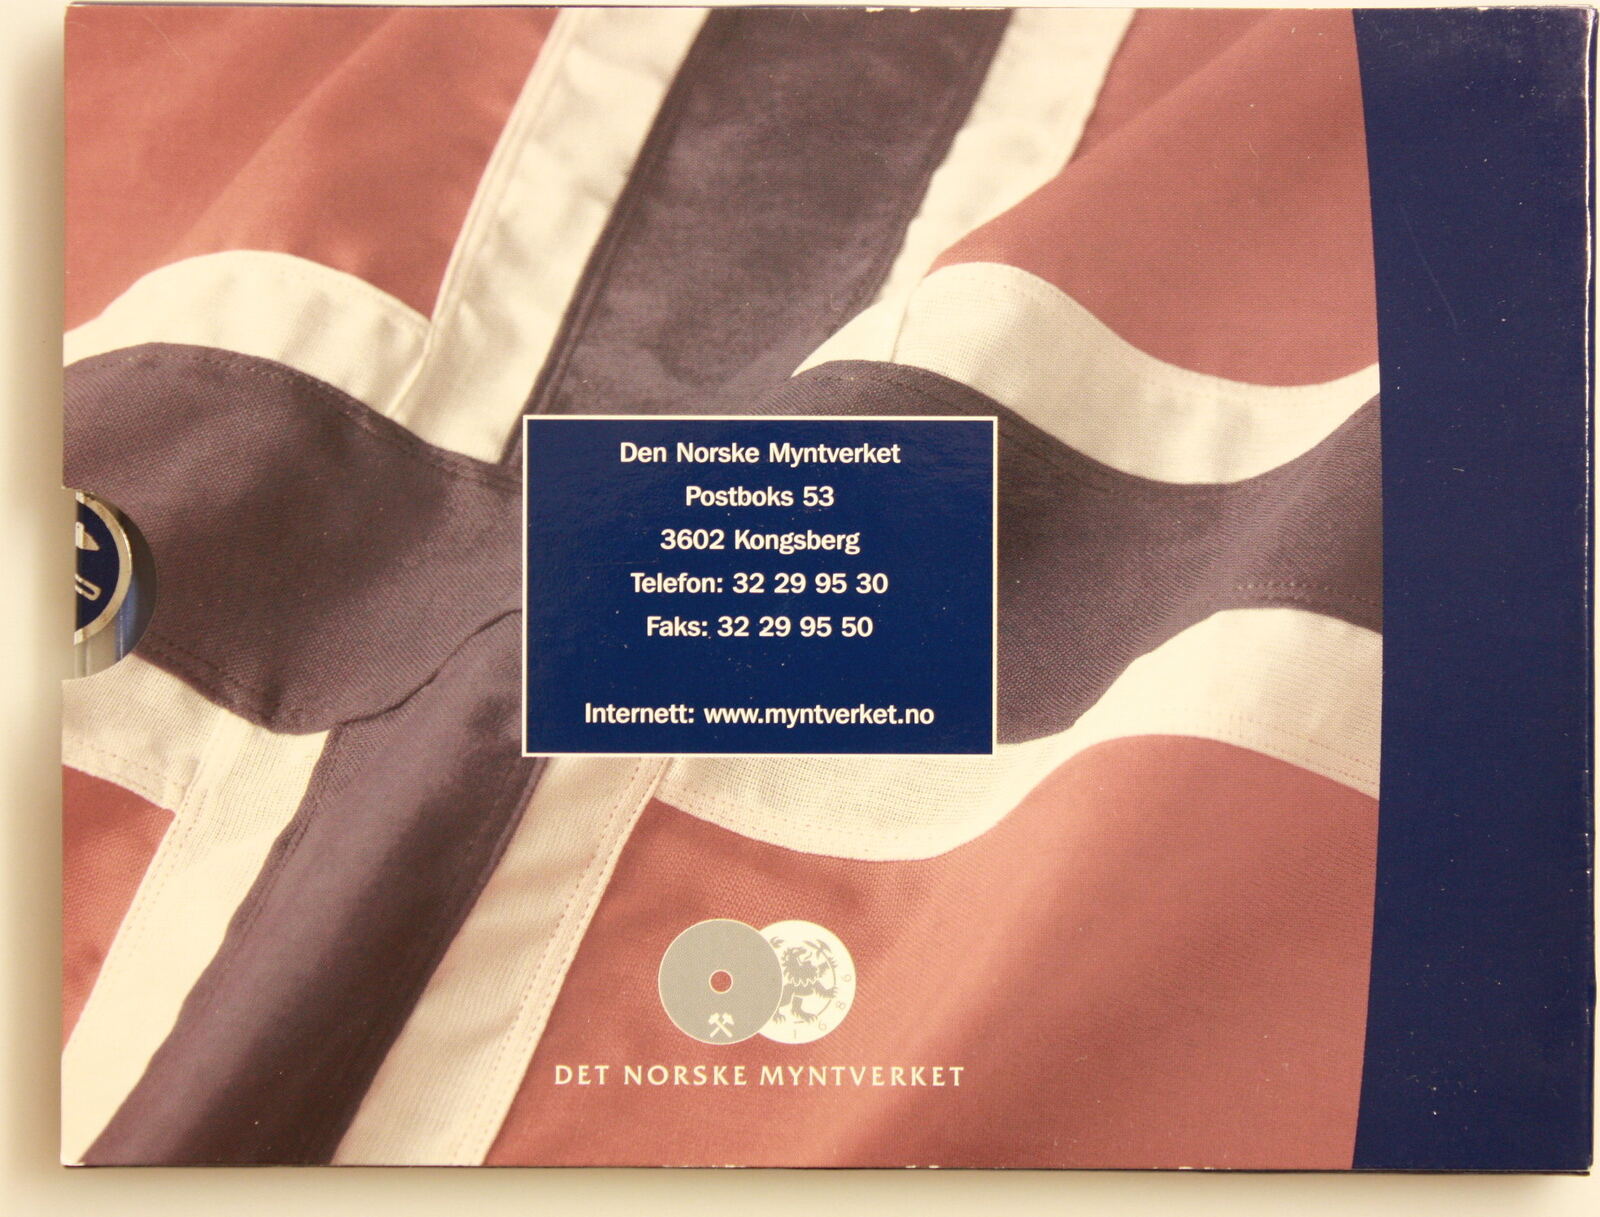 Den Norske Myntverket
Postboks 53
3602 Kongsberg
Telefon: 32 29 95 30
Faks: 32 29 95 50
Internett: www.myntverket.no
1686
DET NORSKE MYNTVERKET